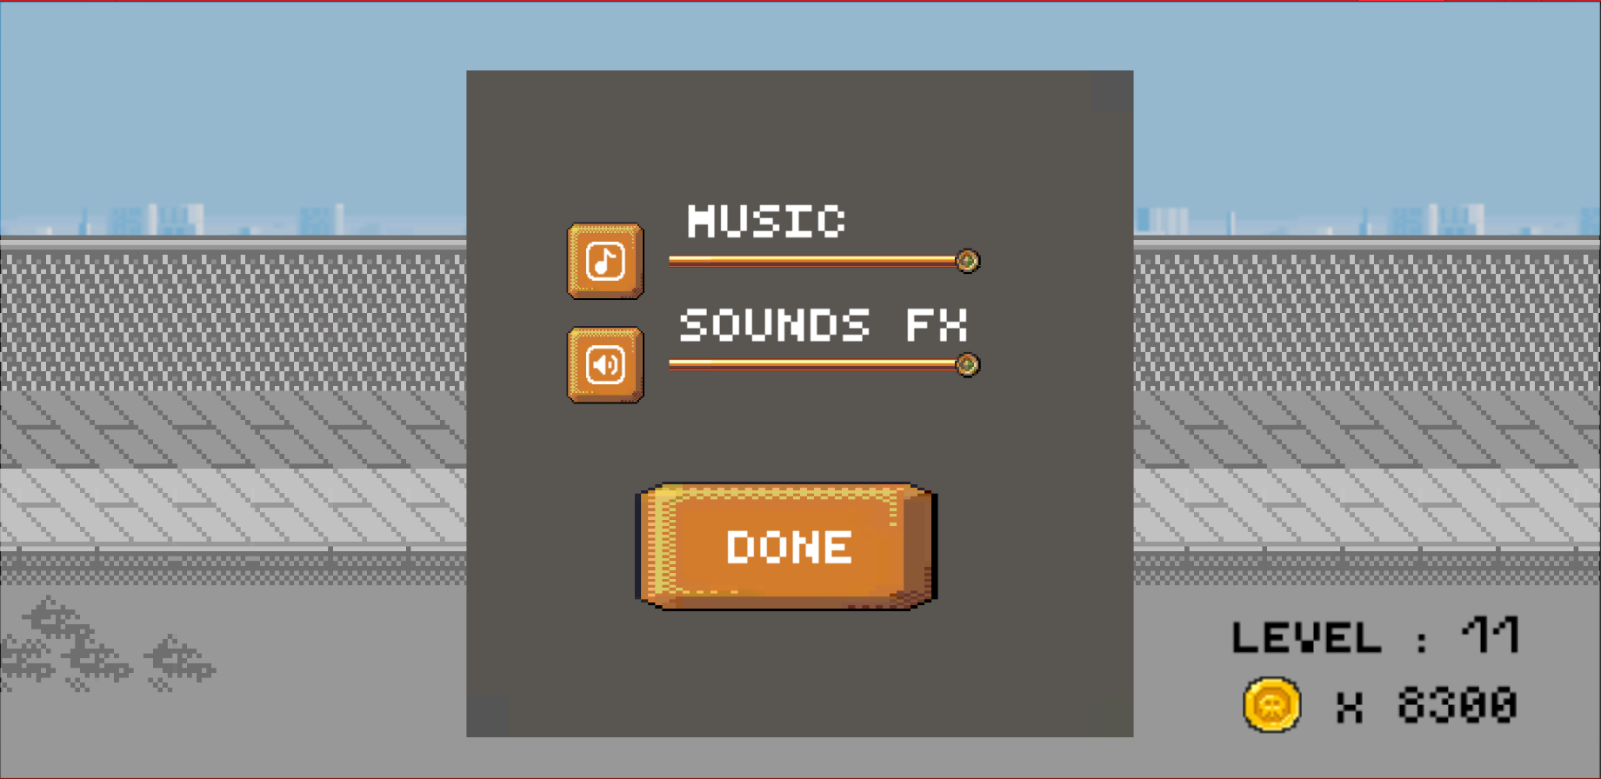 MUSIC
SOUNDS FX
DONE
LEVEL : 11
x 8300